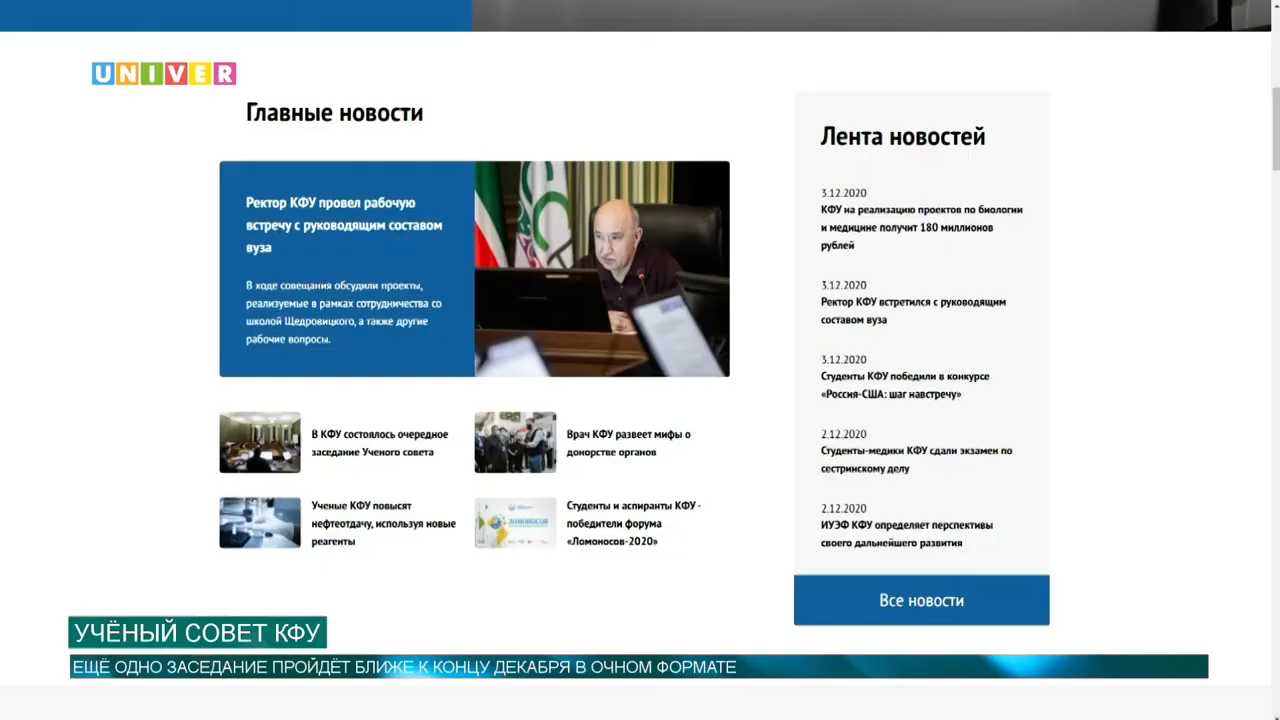 UNIVER
Главные новости
Ректор КФУ провел рабочую
встречу с руководящим составом
вуза
В ходе совещания обсудили проекты,
реализуемые в рамках сотрудничества со
школой Щедровицкого, а также другие
рабочие вопросы.
В КФУ состоялось очередное
заседание Ученого совета
Врач КФУ развеет мифы о
донорстве органов
Ученые КФУ повысят
нефтеотдачу, используя новые
реагенты
ЛОМОНОСОВ
Студенты и аспиранты КФУ -
победители форума
«Ломоносов-2020»
Лента новостей
3.12.2020
КФУ на реализацию проектов по биологии
и медицине получит 180 миллионов
рублей
3.12.2020
Ректор КФУ встретился с руководящим
составом вуза
3.12.2020
Студенты КФУ победили в конкурсе
«Россия-США: шаг навстречу»
2.12.2020
Студенты-медики КФУ сдали экзамен по
сестринскому делу
2.12.2020
ИУЭФ КФУ определяет перспективы
своего дальнейшего развития
Все новости
УЧЁНЫЙ СОВЕТ КФУ
ЕЩЁ ОДНО ЗАСЕДАНИЕ ПРОЙДЁТ БЛИЖЕ К КОНЦУ ДЕКАБРЯ В ОЧНОМ ФОРМАТЕ